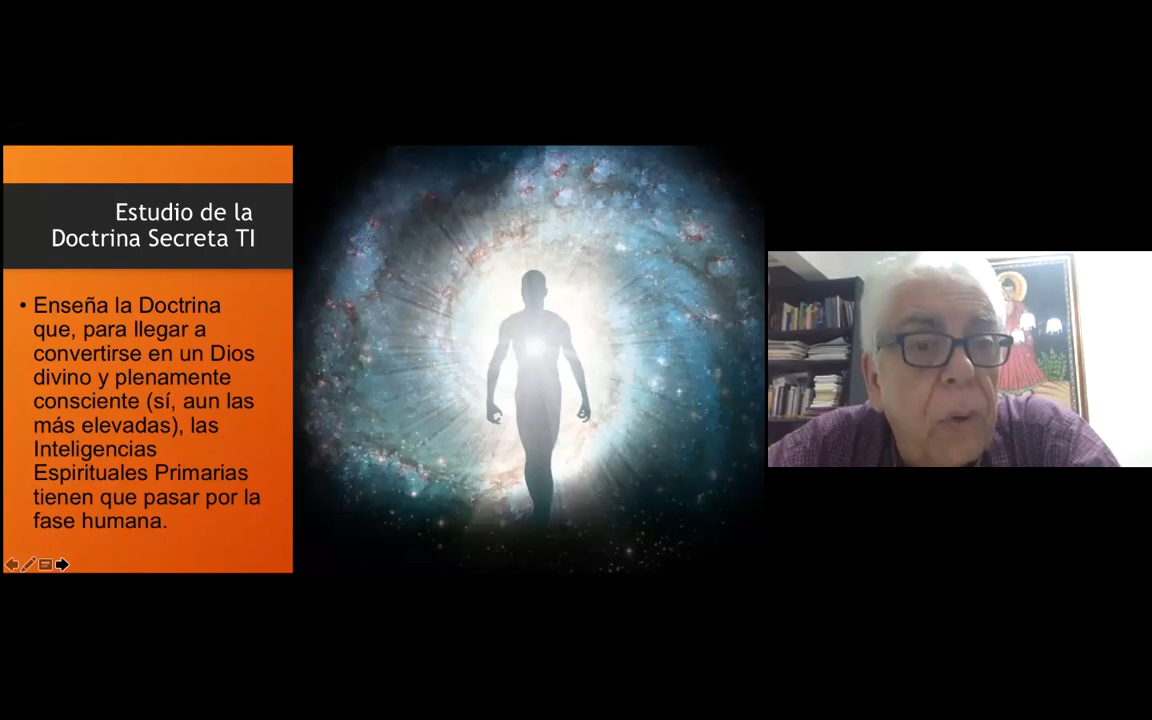 Estudio de la
Doctrina Secreta TI
• Enseña la Doctrina
que, para llegar a
convertirse en un Dios
divino y plenamente
consciente (sí, aun las
más elevadas), las
Inteligencias
Espirituales Primarias
tienen que pasar por la
fase humana.